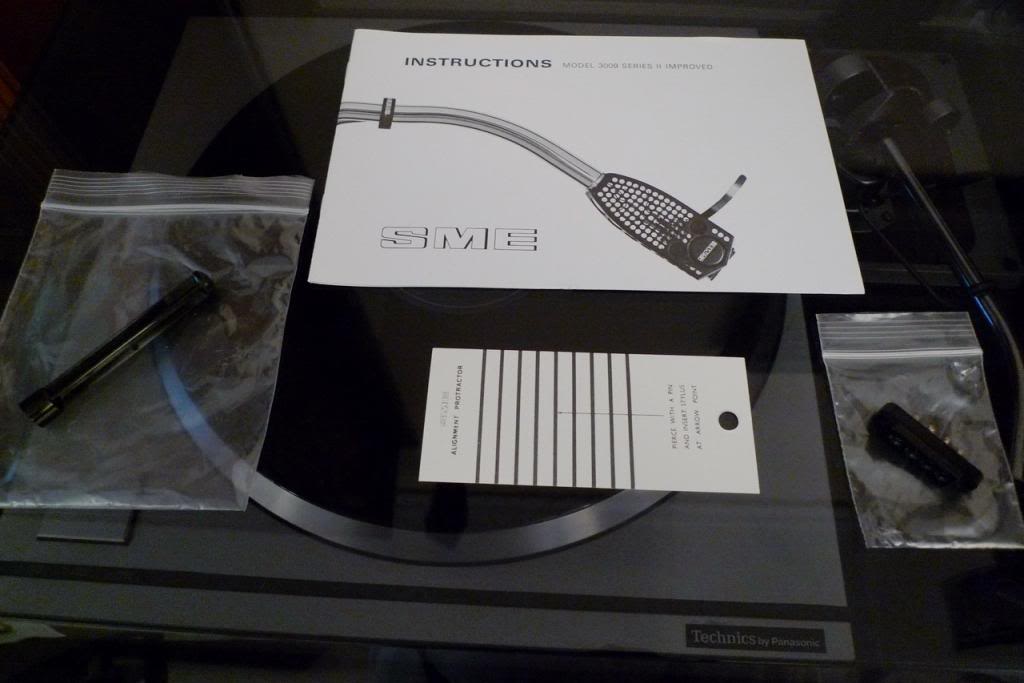 INSTRUCTIONS MODEL 3009 SERIES II IMPROVED
SME
ALIGNMENT PROTRACTOR
PIERCE WITH A PIN
AND INSERT STYLUS
AT ARROW POINT
Technics by Panasonic